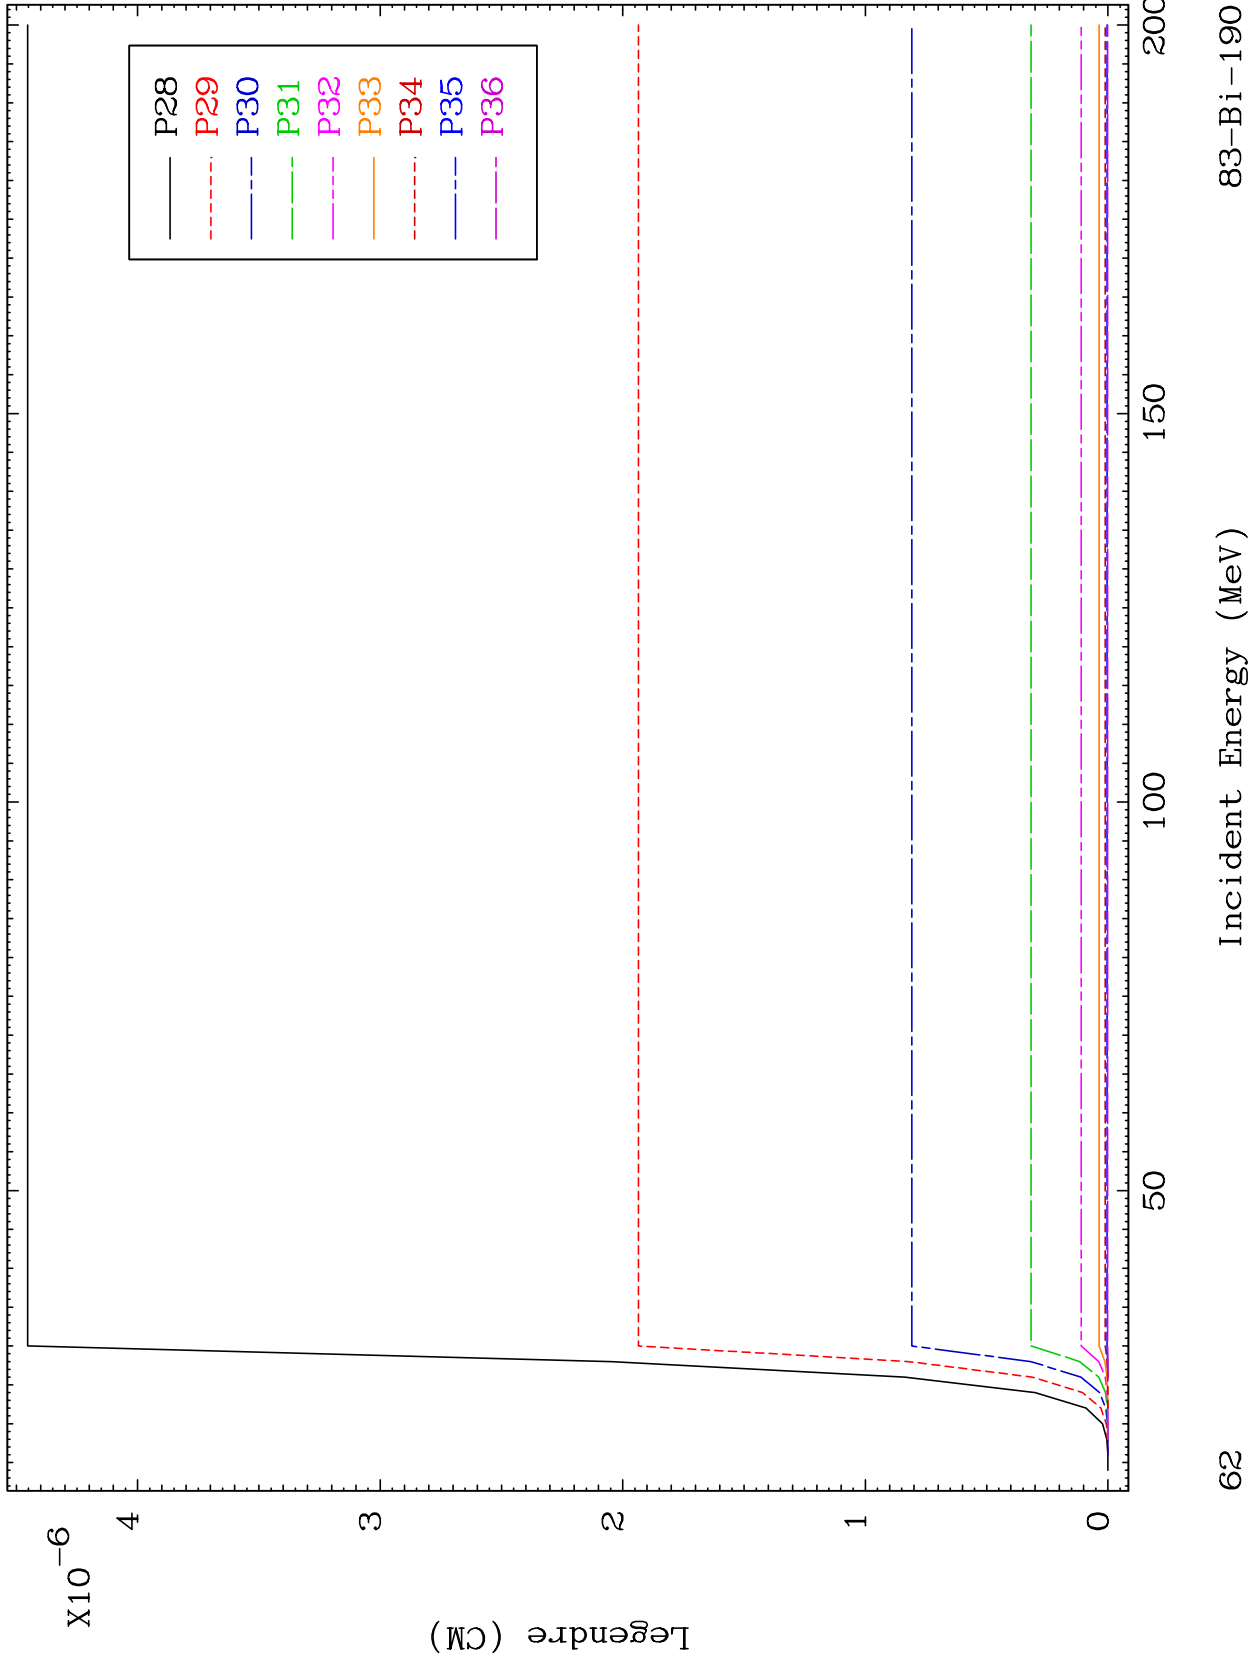 X10-6
4
3
2
1
0
Legendre (CM)
P28
P29
P30
P31
P32
P33
P34
P35
P36
50
100
150
200
Incident Energy (MeV)
62
83-Bi-190